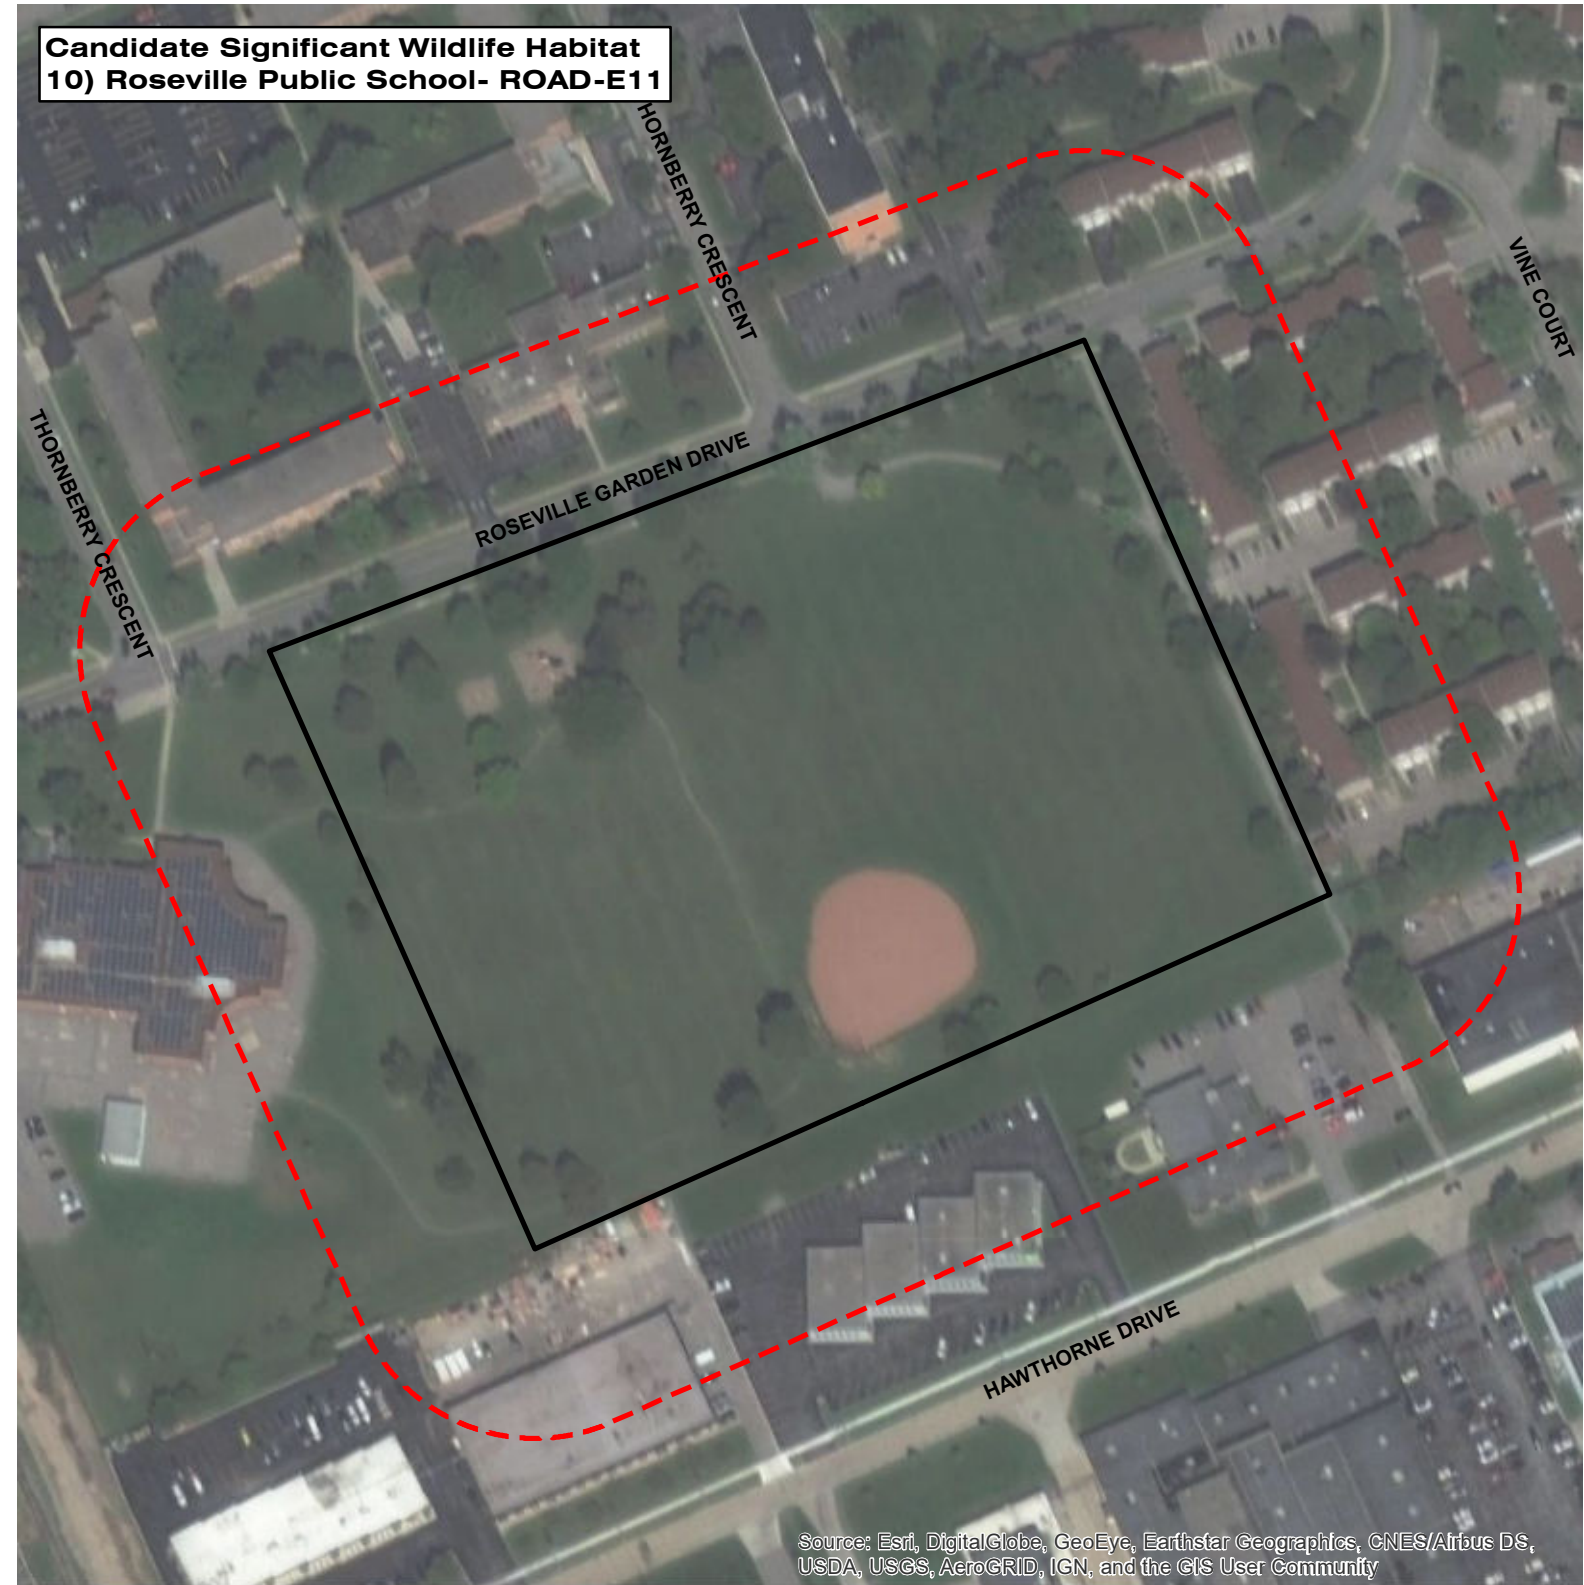 Candidate Significant Wildlife Habitat
10) Roseville Public School- ROAD-E11
HORNBERRY CRESCENT
VINE COURT
THORNBERRY CRESCENT
ROSEVILLE GARDEN DRIVE
HAWTHORNE DRIVE
Source: Esri, DigitalGlobe, GeoEye, Earthstar Geographics, CNES/Airbus DS,
USDA, USGS, AeroGRID, IGN, and the GIS User Community